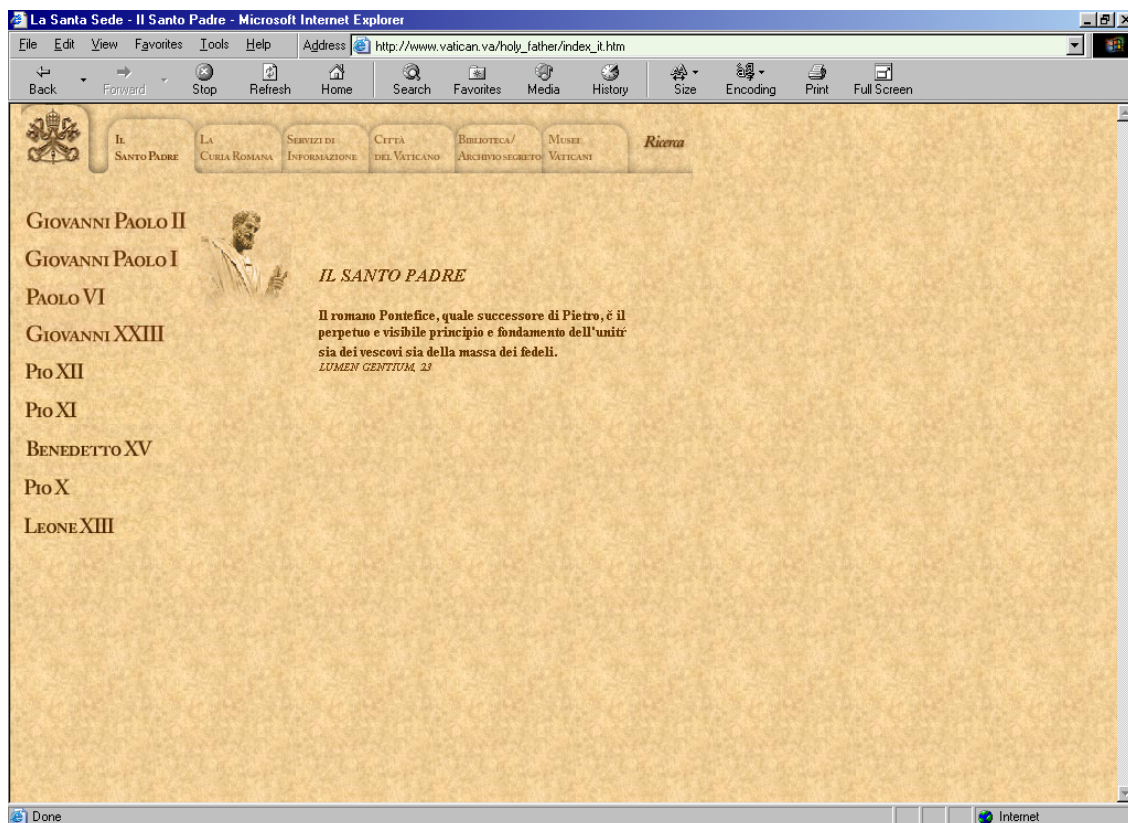 La Santa Sede - Il Santo Padre - Microsoft Internet Explorer
File Edit View Favorites Tools Help Address http://www.vatican.va/holy_father/index_it.htm
Back Forward Stop Refresh Home Search Favorites Media History Size Encoding Print Full Screen
Il Santo Padre
La Curia Romana
Servizi di Informazione
Città del Vaticano
Biblioteca/ Archivio segreto
Musei Vaticani
Ricerca
Giovanni Paolo II
Giovanni Paolo I
Paolo VI
Giovanni XXIII
Pio XII
Pio XI
Benedetto XV
Pio X
Leone XIII
IL SANTO PADRE
Il romano Pontefice, quale successore di Pietro, č il
perpetuo e visibile principio e fondamento dell'unitŕ
sia dei vescovi sia della massa dei fedeli.
LUMEN GENTIUM, 23
Done Internet